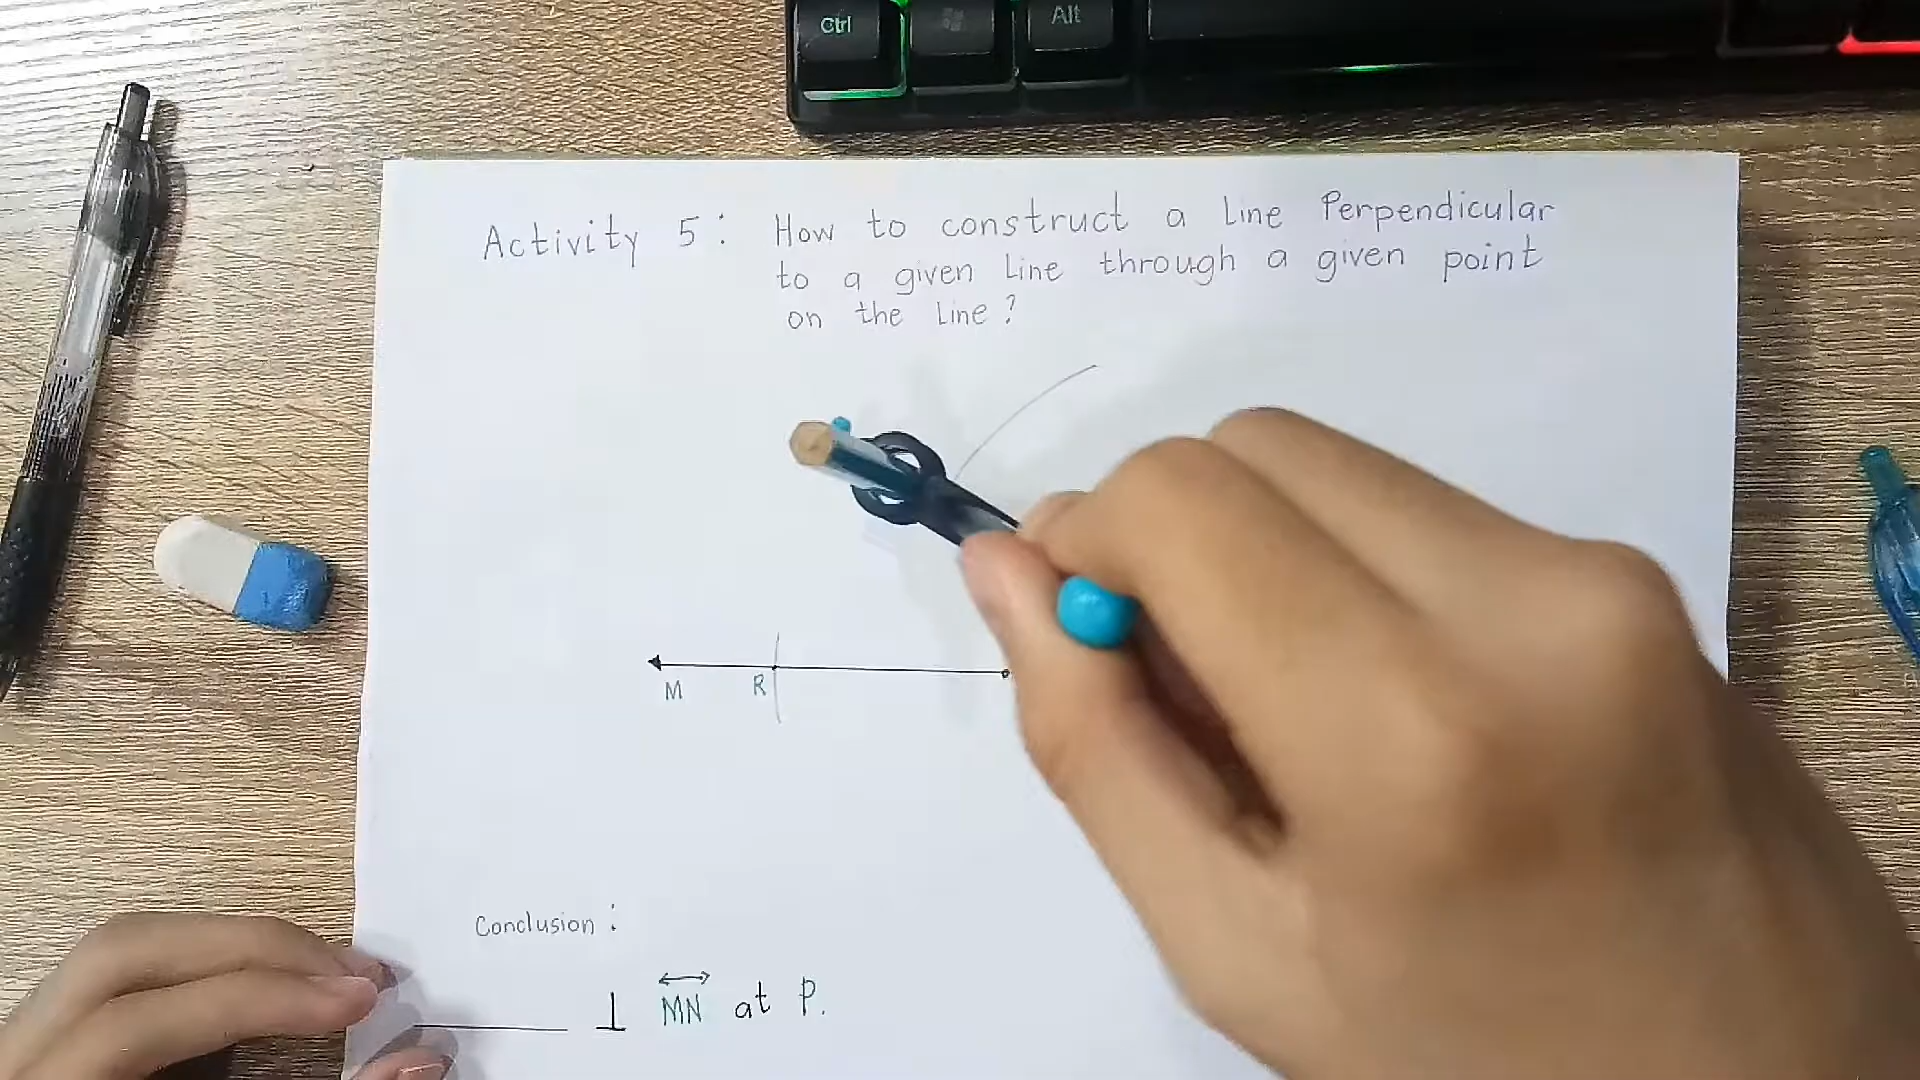 Ctrl
Alt
Activity 5: How to construct a Line Perpendicular
to a given Line through a given point
on the Line?
M R
Conclusion:
______ ⊥ MN at P.